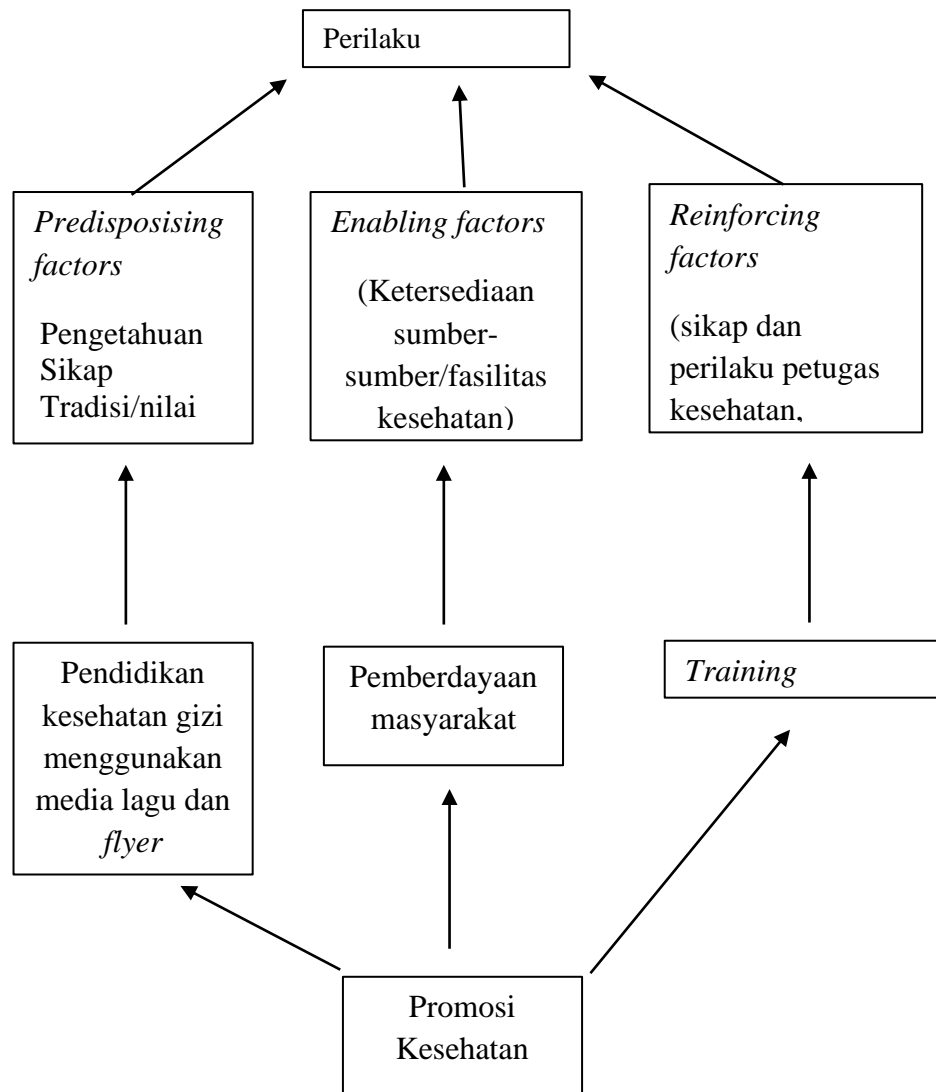 Perilaku
Predisposising
factors
Pengetahuan
Sikap
Tradisi/nilai
Enabling factors
(Ketersediaan
sumber-
sumber/fasilitas
kesehatan)
Reinforcing
factors
(sikap dan
perilaku petugas
kesehatan,
Pendidikan
kesehatan gizi
menggunakan
media lagu dan
flyer
Pemberdayaan
masyarakat
Training
Promosi
Kesehatan